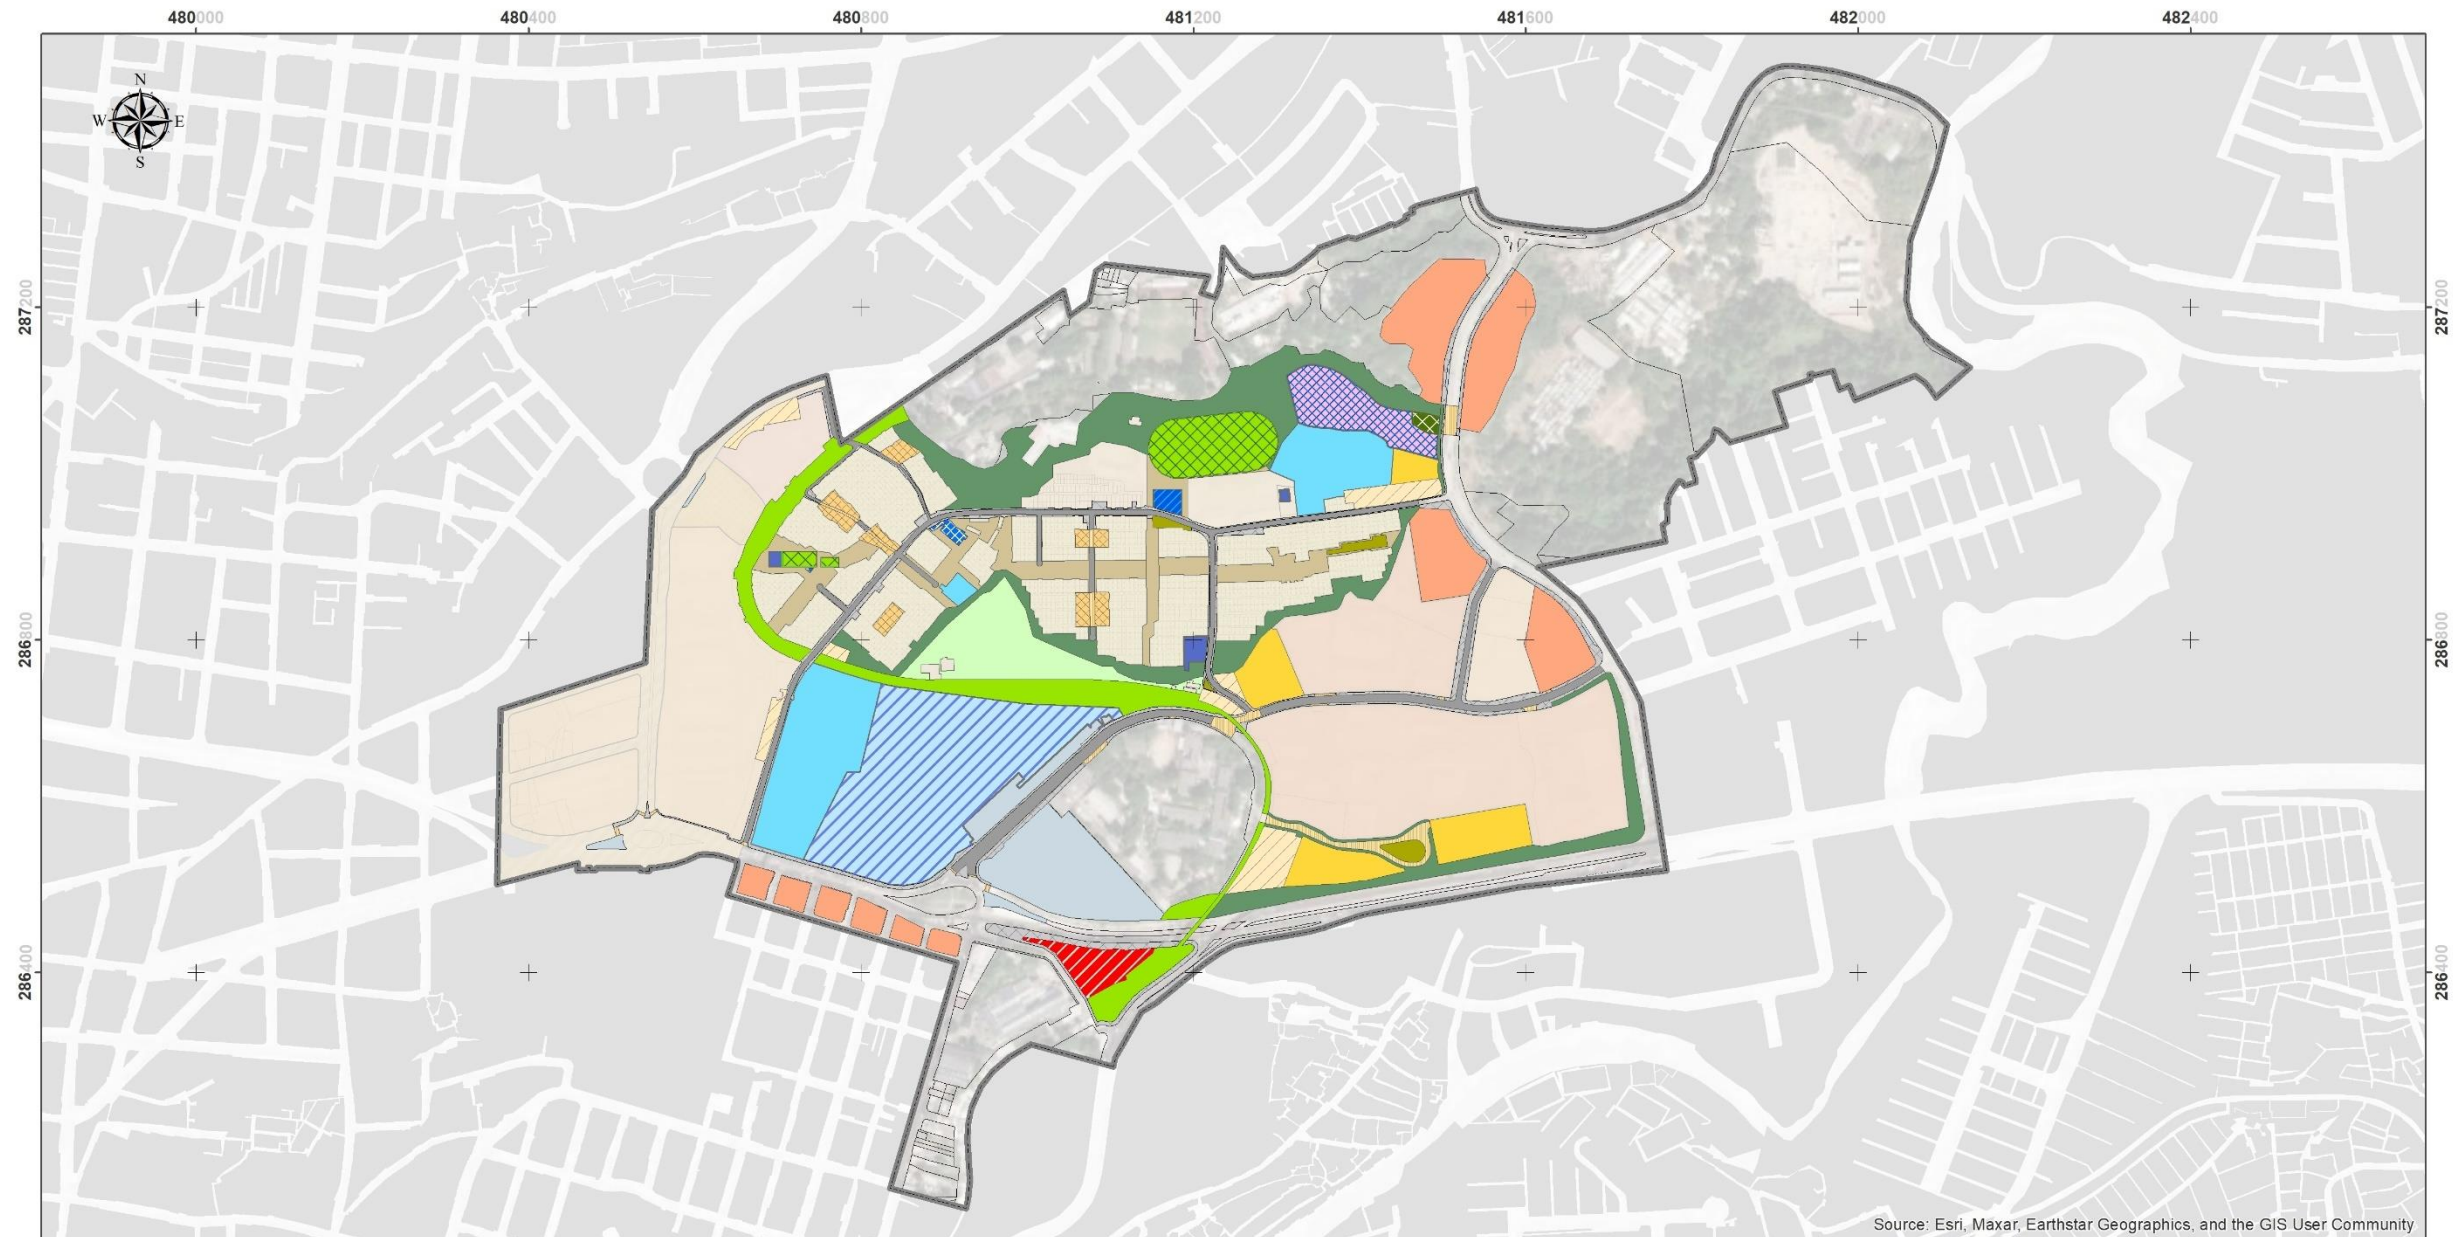 480000 480400 480800 481200 481600 482000 482400
N
W E
S
287200 287200
286800 286800
286400 286400
Source: Esri, Maxar, Earthstar Geographics, and the GIS User Community